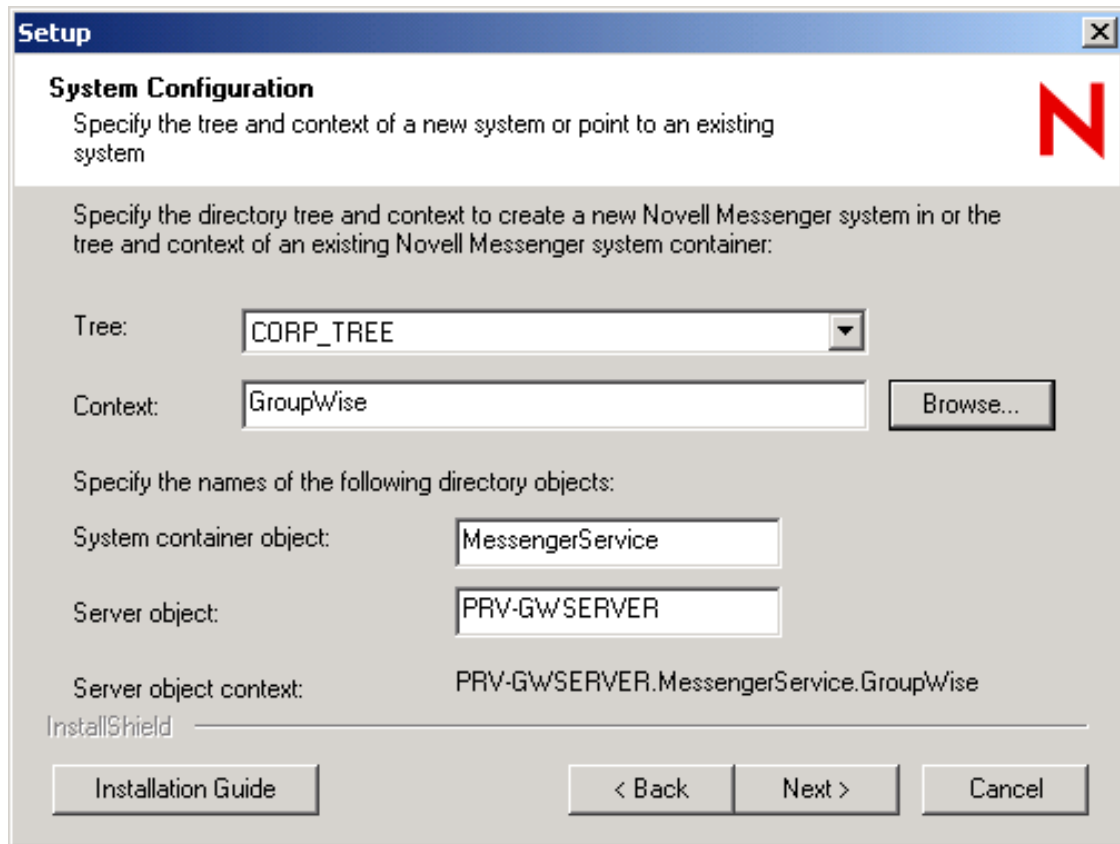 Setup
System Configuration
Specify the tree and context of a new system or point to an existing
system
N
Specify the directory tree and context to create a new Novell Messenger system in or the
tree and context of an existing Novell Messenger system container:
Tree: CORP_TREE
Context: GroupWise Browse...
Specify the names of the following directory objects:
System container object: MessengerService
Server object: PRV-GWSERVER
Server object context: PRV-GWSERVER.MessengerService.GroupWise
InstallShield
Installation Guide < Back Next > Cancel